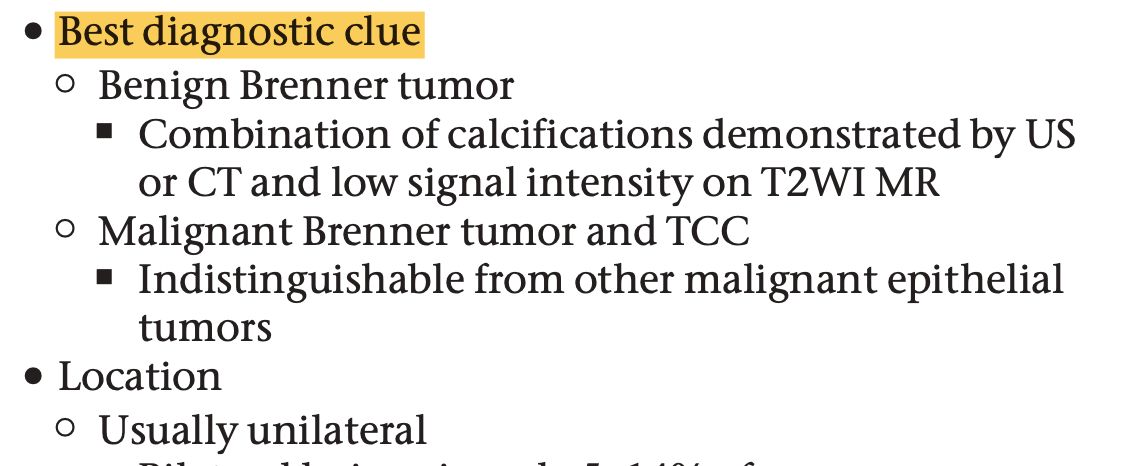 • Best diagnostic clue
○ Benign Brenner tumor
■ Combination of calcifications demonstrated by US
or CT and low signal intensity on T2WI MR
○ Malignant Brenner tumor and TCC
■ Indistinguishable from other malignant epithelial
tumors
• Location
○ Usually unilateral